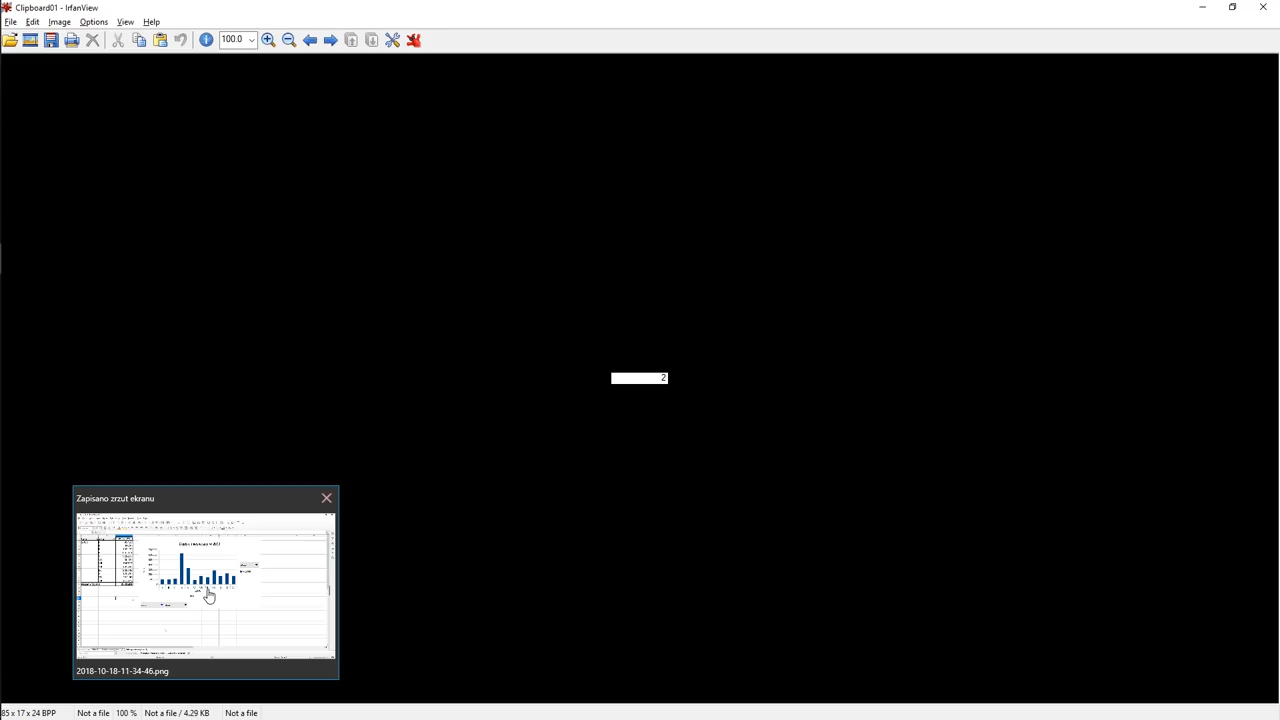 Clipboard01 - IrfanView
File Edit Image Options View Help
100.0
2
Zapisano zrzut ekranu
2018-10-18-11-34-46.png
85 x 17 x 24 BPP Not a file 100 % Not a file / 4.29 KB Not a file